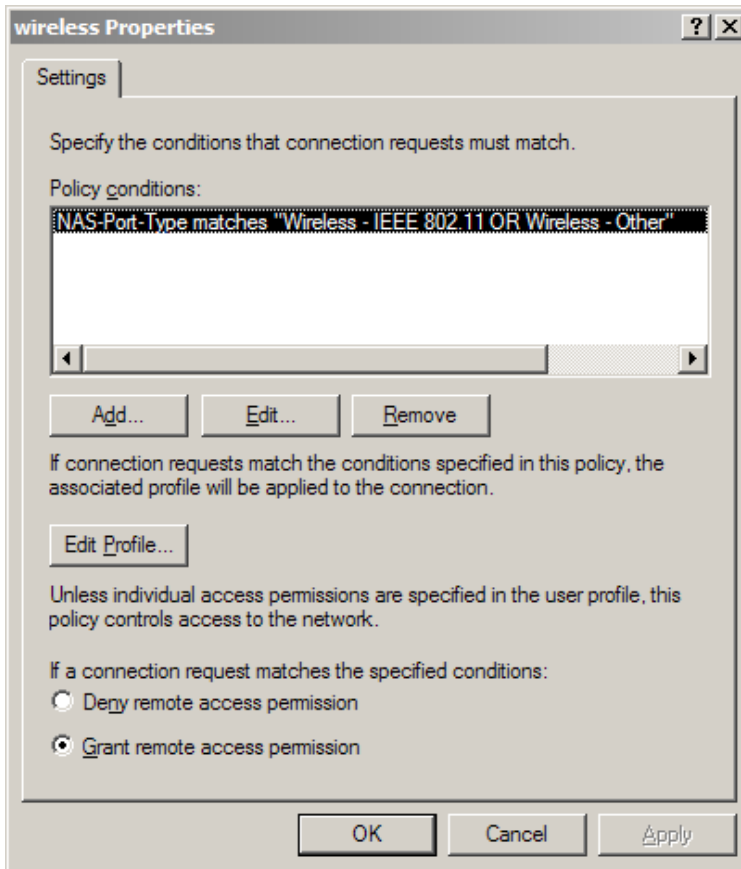 wireless Properties
Settings
Specify the conditions that connection requests must match.
Policy conditions:
NAS-Port-Type matches "Wireless - IEEE 802.11 OR Wireless - Other"
Add...
Edit...
Remove
If connection requests match the conditions specified in this policy, the
associated profile will be applied to the connection.
Edit Profile...
Unless individual access permissions are specified in the user profile, this
policy controls access to the network.
If a connection request matches the specified conditions:
Deny remote access permission
Grant remote access permission
OK
Cancel
Apply